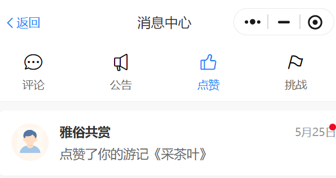 返回
消息中心
评论
公告
点赞
挑战
雅俗共赏
5月25日
点赞了你的游记《采茶叶》